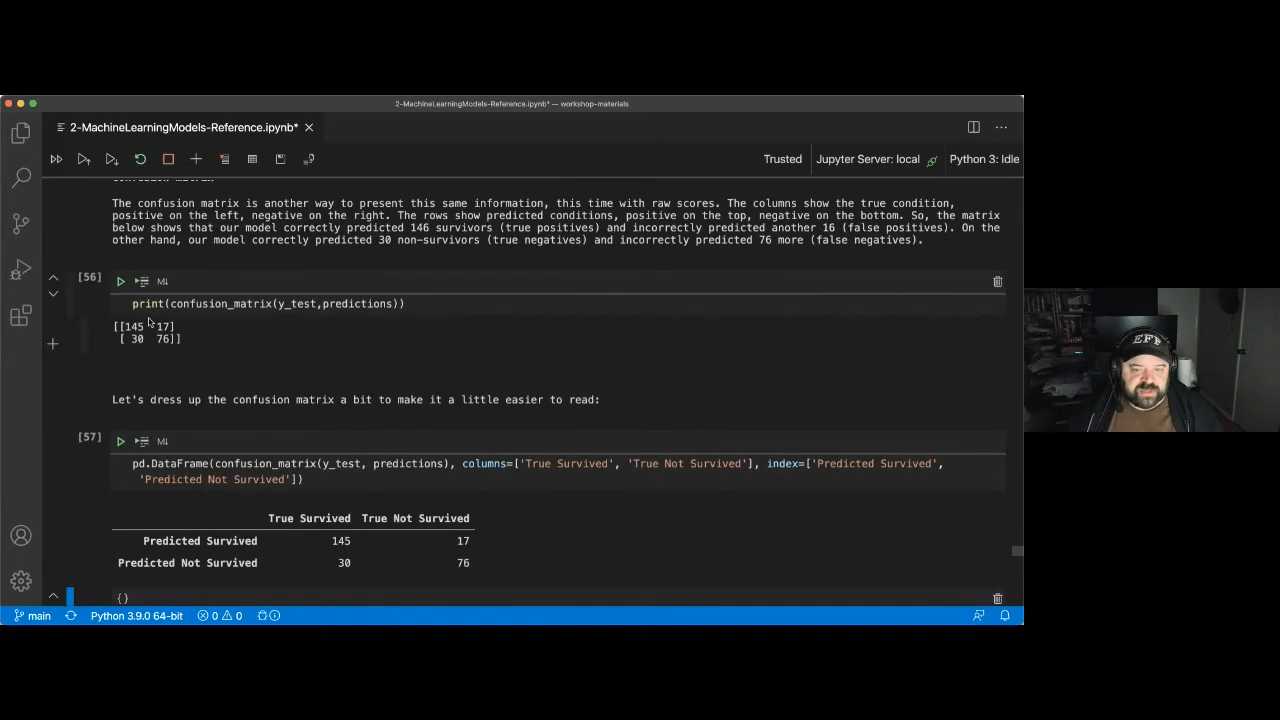 2-MachineLearningModels-Reference.ipynb* — workshop-materials
2-MachineLearningModels-Reference.ipynb*
Trusted
Jupyter Server: local
Python 3: Idle
The confusion matrix is another way to present this same information, this time with raw scores. The columns show the true condition,
positive on the left, negative on the right. The rows show predicted conditions, positive on the top, negative on the bottom. So, the matrix
below shows that our model correctly predicted 146 survivors (true positives) and incorrectly predicted another 16 (false positives). On the
other hand, our model correctly predicted 30 non-survivors (true negatives) and incorrectly predicted 76 more (false negatives).
[56]
M↓
print(confusion_matrix(y_test,predictions))
[[145  17]
[ 30  76]]
Let's dress up the confusion matrix a bit to make it a little easier to read:
[57]
M↓
pd.DataFrame(confusion_matrix(y_test, predictions), columns=['True Survived', 'True Not Survived'], index=['Predicted Survived',
'Predicted Not Survived'])
True Survived True Not Survived
Predicted Survived 145 17
Predicted Not Survived 30 76
{}
main
Python 3.9.0 64-bit
0 0
EFF